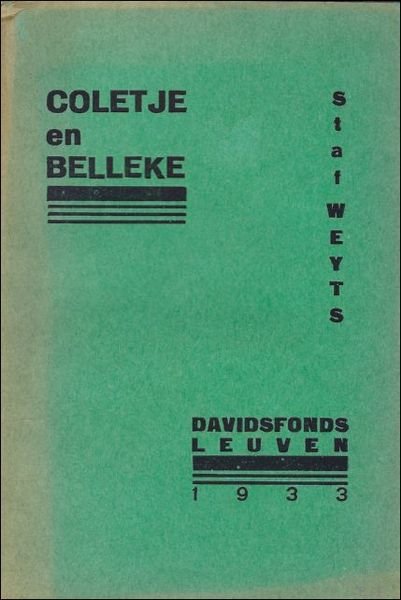 COLETJE
en
BELLEKE
Staf WEYTS
DAVIDSFONDS
LEUVEN
1933